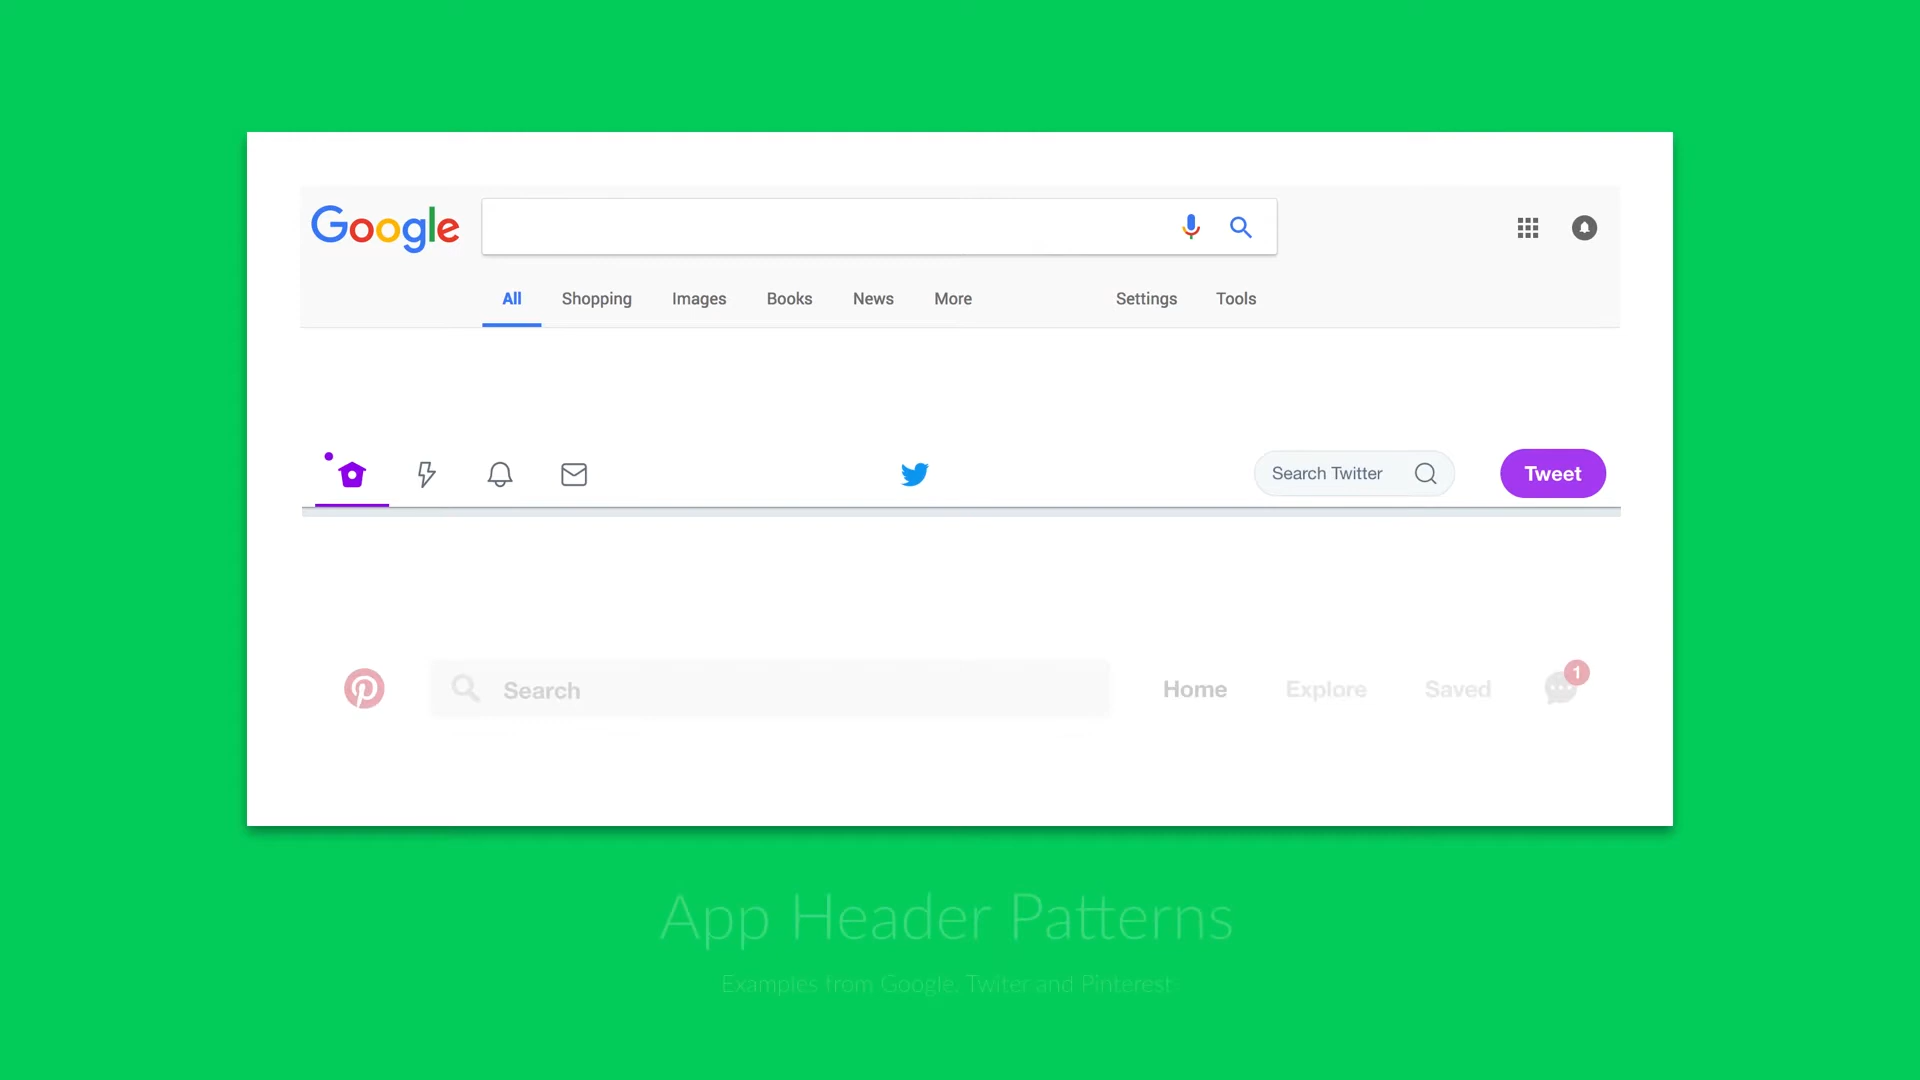 Google
All Shopping Images Books News More Settings Tools
Search Twitter Tweet
Search Home Explore Saved 1
App Header Patterns
Examples from Google, Twiter and Pinterest